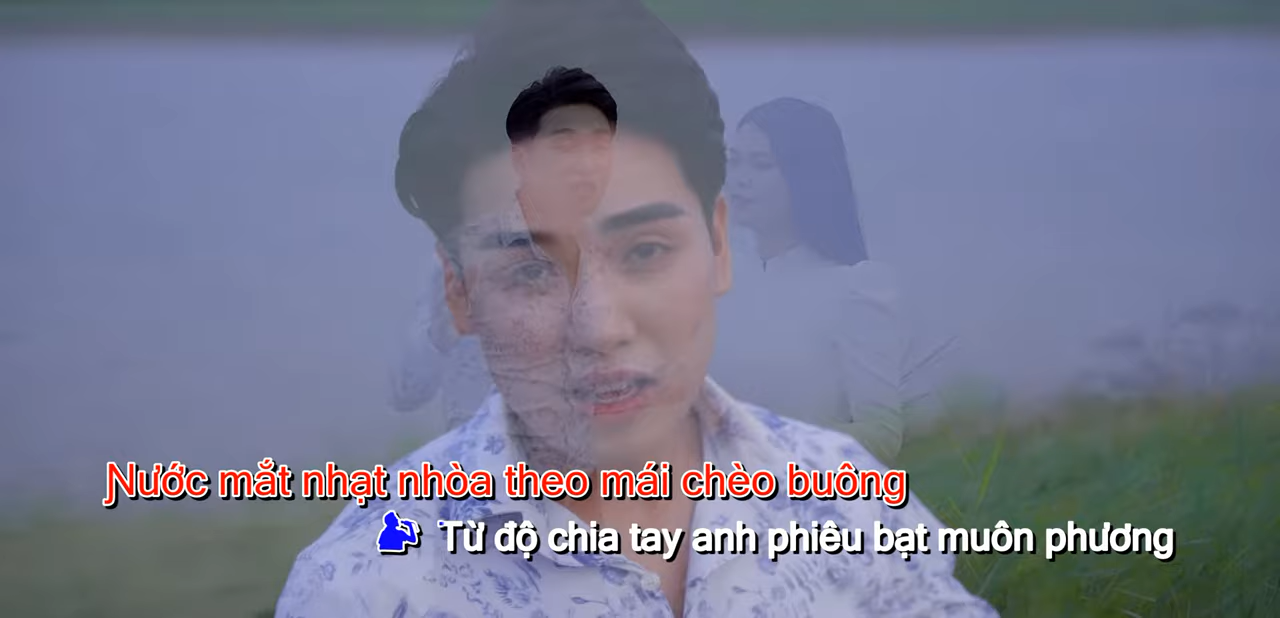 Nước mắt nhạt nhòa theo mái chèo buông
Từ độ chia tay anh phiêu bạt muôn phương